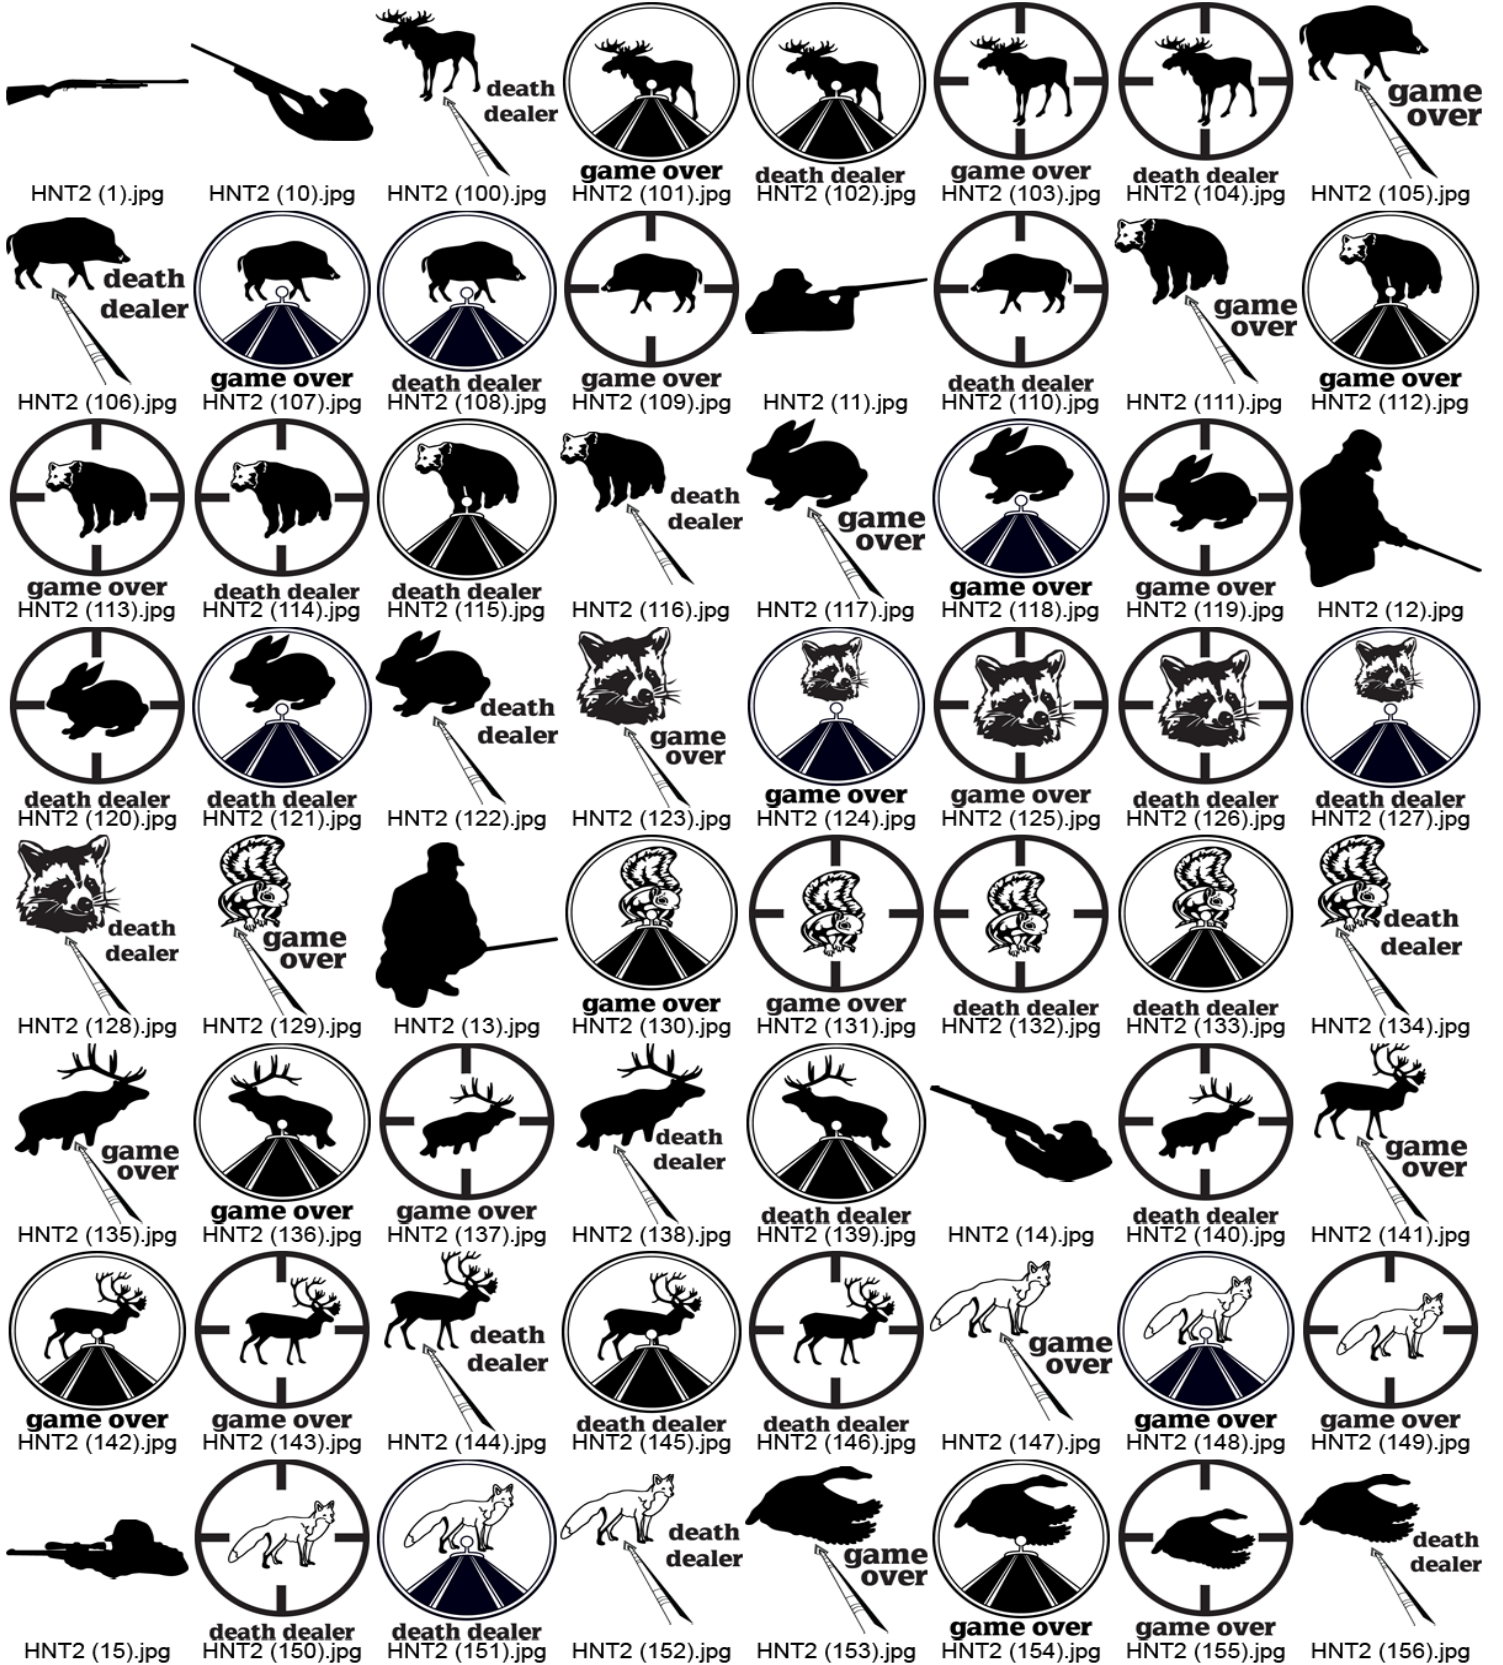 death
dealer
game over
death dealer
game over
death dealer
game
over
HNT2 (1).jpg
HNT2 (10).jpg
HNT2 (100).jpg
HNT2 (101).jpg
HNT2 (102).jpg
HNT2 (103).jpg
HNT2 (104).jpg
HNT2 (105).jpg
death
dealer
game over
death dealer
game over
death dealer
game
over
game over
HNT2 (106).jpg
HNT2 (107).jpg
HNT2 (108).jpg
HNT2 (109).jpg
HNT2 (11).jpg
HNT2 (110).jpg
HNT2 (111).jpg
HNT2 (112).jpg
game over
death dealer
death dealer
death
dealer
game
over
game over
game over
HNT2 (113).jpg
HNT2 (114).jpg
HNT2 (115).jpg
HNT2 (116).jpg
HNT2 (117).jpg
HNT2 (118).jpg
HNT2 (119).jpg
HNT2 (12).jpg
death dealer
death dealer
death
dealer
game
over
game over
game over
death dealer
death dealer
HNT2 (120).jpg
HNT2 (121).jpg
HNT2 (122).jpg
HNT2 (123).jpg
HNT2 (124).jpg
HNT2 (125).jpg
HNT2 (126).jpg
HNT2 (127).jpg
death
dealer
game
over
game over
game over
death dealer
death dealer
death
dealer
HNT2 (128).jpg
HNT2 (129).jpg
HNT2 (13).jpg
HNT2 (130).jpg
HNT2 (131).jpg
HNT2 (132).jpg
HNT2 (133).jpg
HNT2 (134).jpg
game
over
game over
game over
death
dealer
death dealer
death dealer
game
over
HNT2 (135).jpg
HNT2 (136).jpg
HNT2 (137).jpg
HNT2 (138).jpg
HNT2 (139).jpg
HNT2 (14).jpg
HNT2 (140).jpg
HNT2 (141).jpg
game over
game over
death
dealer
death dealer
death dealer
game
over
game over
game over
HNT2 (142).jpg
HNT2 (143).jpg
HNT2 (144).jpg
HNT2 (145).jpg
HNT2 (146).jpg
HNT2 (147).jpg
HNT2 (148).jpg
HNT2 (149).jpg
death dealer
death dealer
death
dealer
game
over
game over
game over
death
dealer
HNT2 (15).jpg
HNT2 (150).jpg
HNT2 (151).jpg
HNT2 (152).jpg
HNT2 (153).jpg
HNT2 (154).jpg
HNT2 (155).jpg
HNT2 (156).jpg